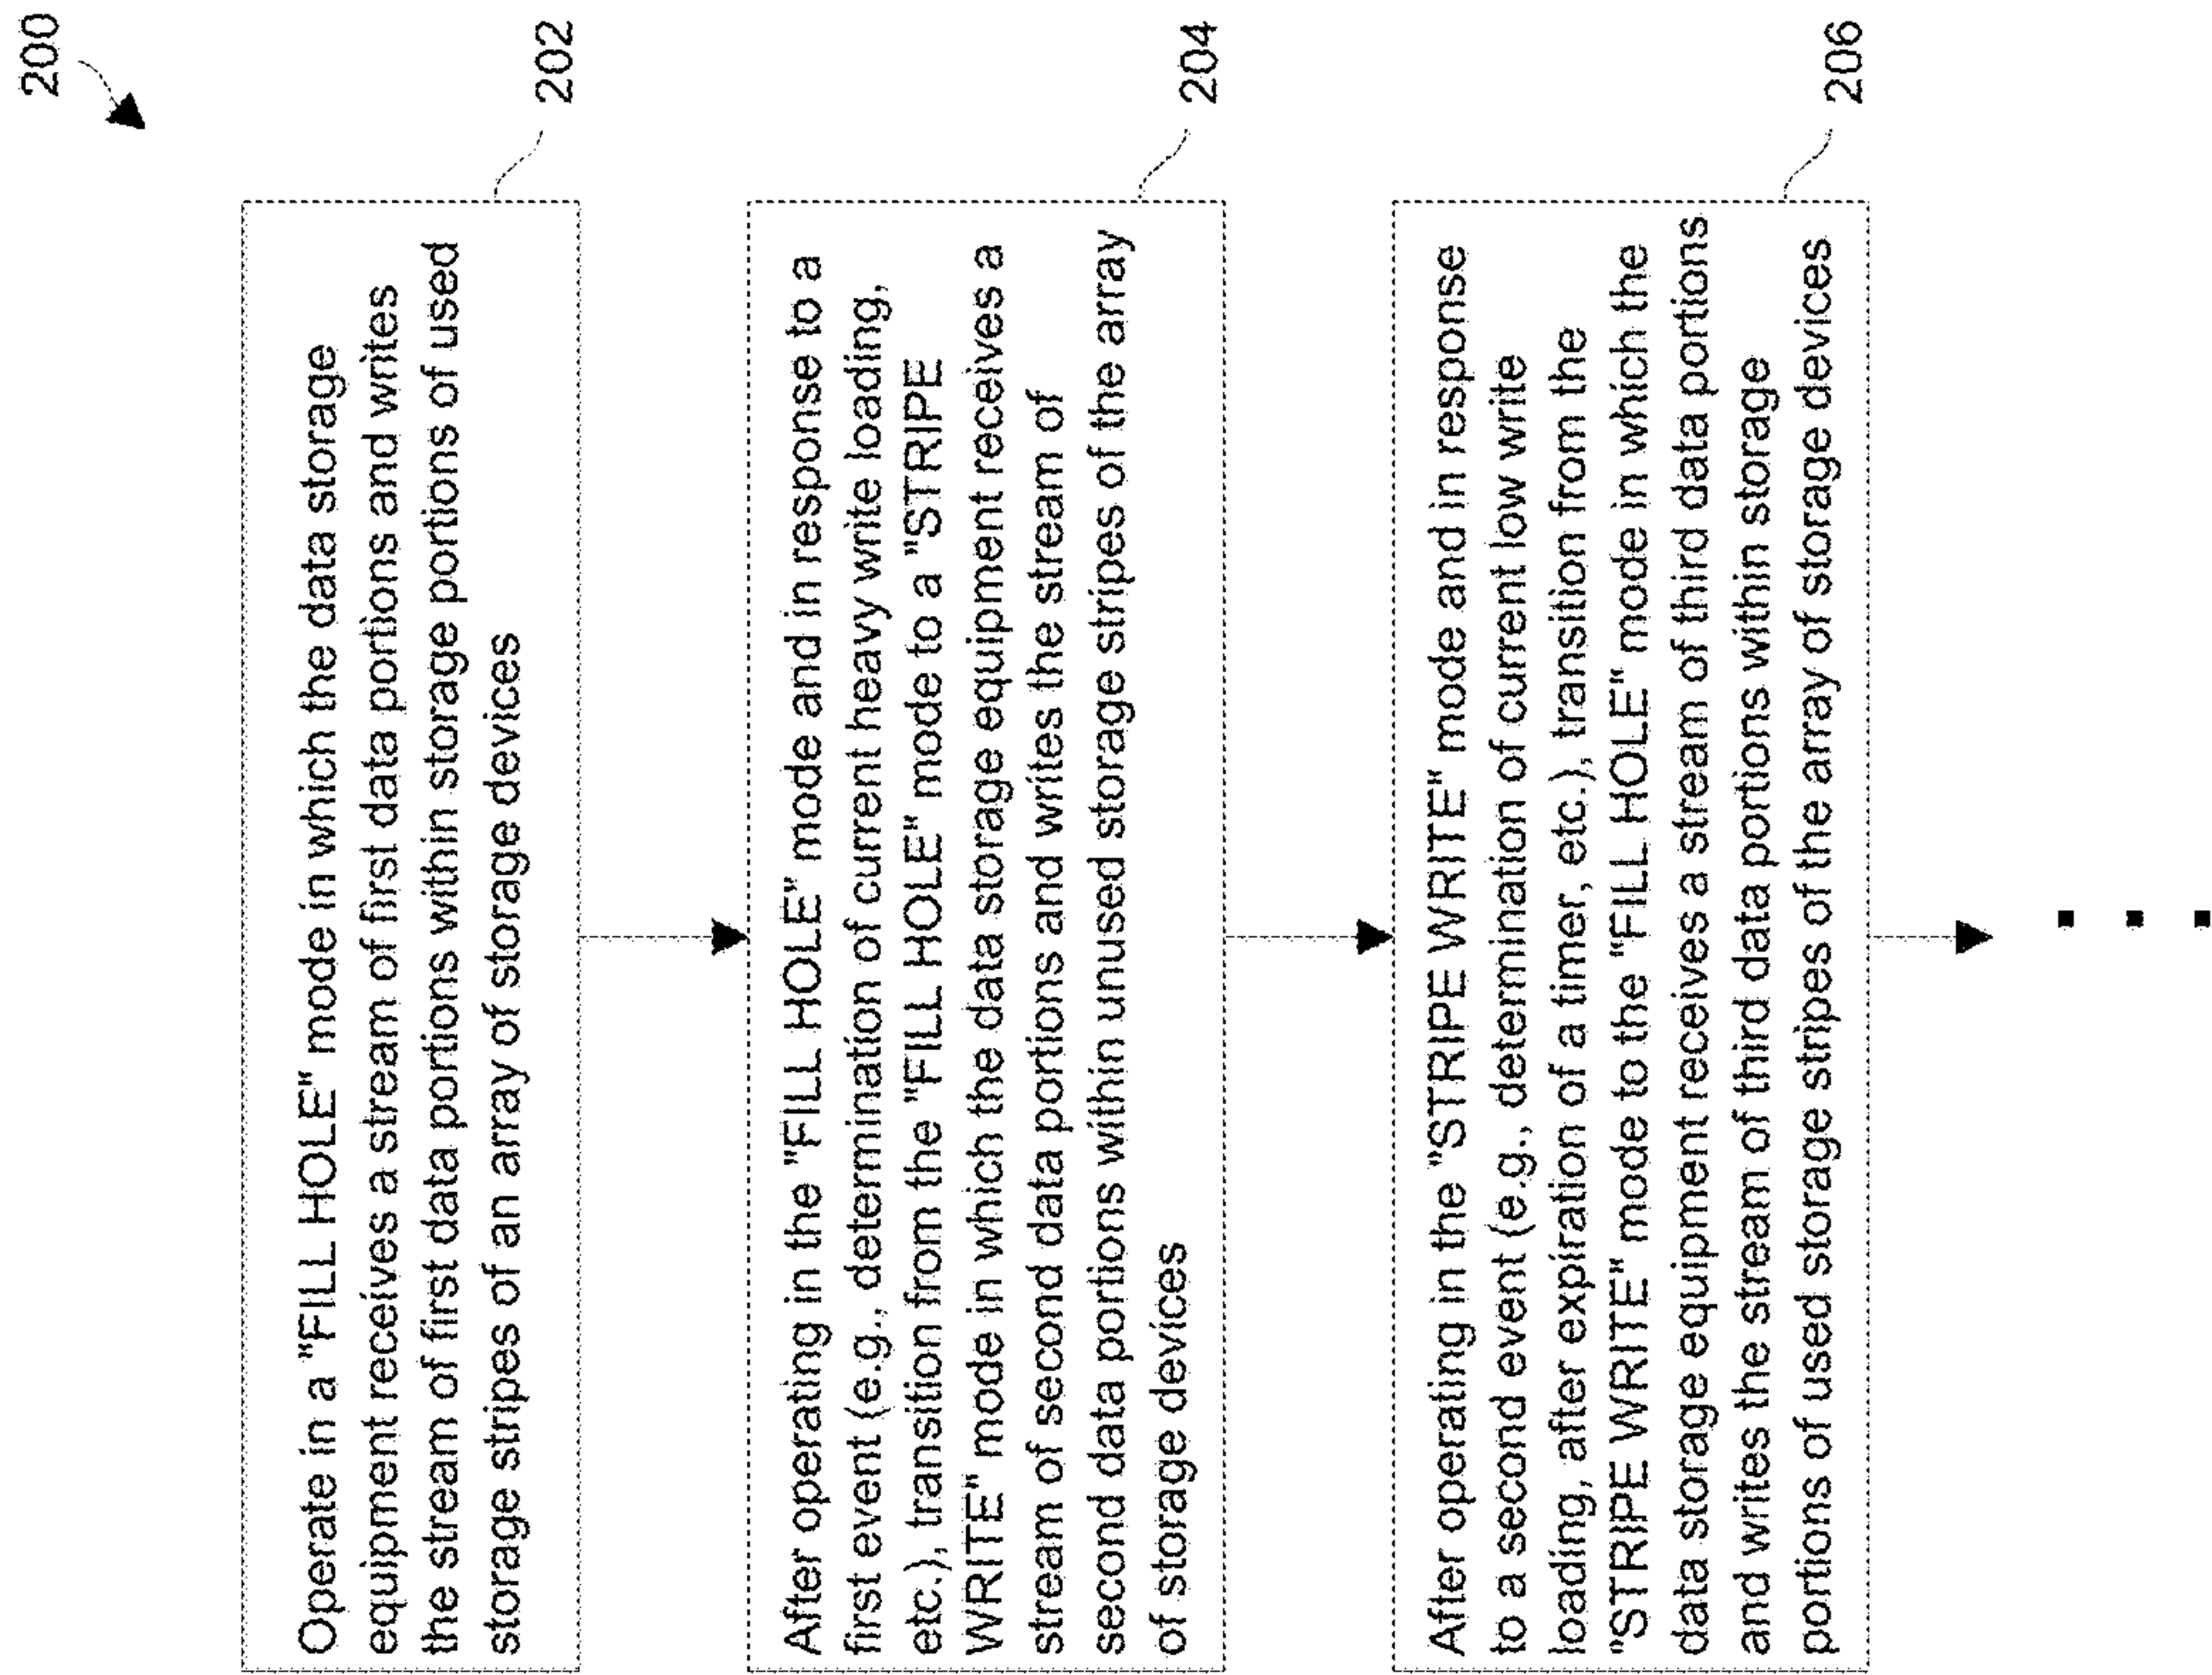 200
Operate in a "FILL HOLE" mode in which the data storage
equipment receives a stream of first data portions and writes
the stream of first data portions within storage portions of used
storage stripes of an array of storage devices
202
After operating in the "FILL HOLE" mode and in response to a
first event (e.g., determination of current heavy write loading,
etc.), transition from the "FILL HOLE" mode to a "STRIPE
WRITE" mode in which the data storage equipment receives a
stream of second data portions and writes the stream of
second data portions within unused storage stripes of the array
of storage devices
204
After operating in the "STRIPE WRITE" mode and in response
to a second event (e.g., determination of current low write
loading, after expiration of a timer, etc.), transition from the
"STRIPE WRITE" mode to the "FILL HOLE" mode in which the
data storage equipment receives a stream of third data portions
and writes the stream of third data portions within storage
portions of used storage stripes of the array of storage devices
206